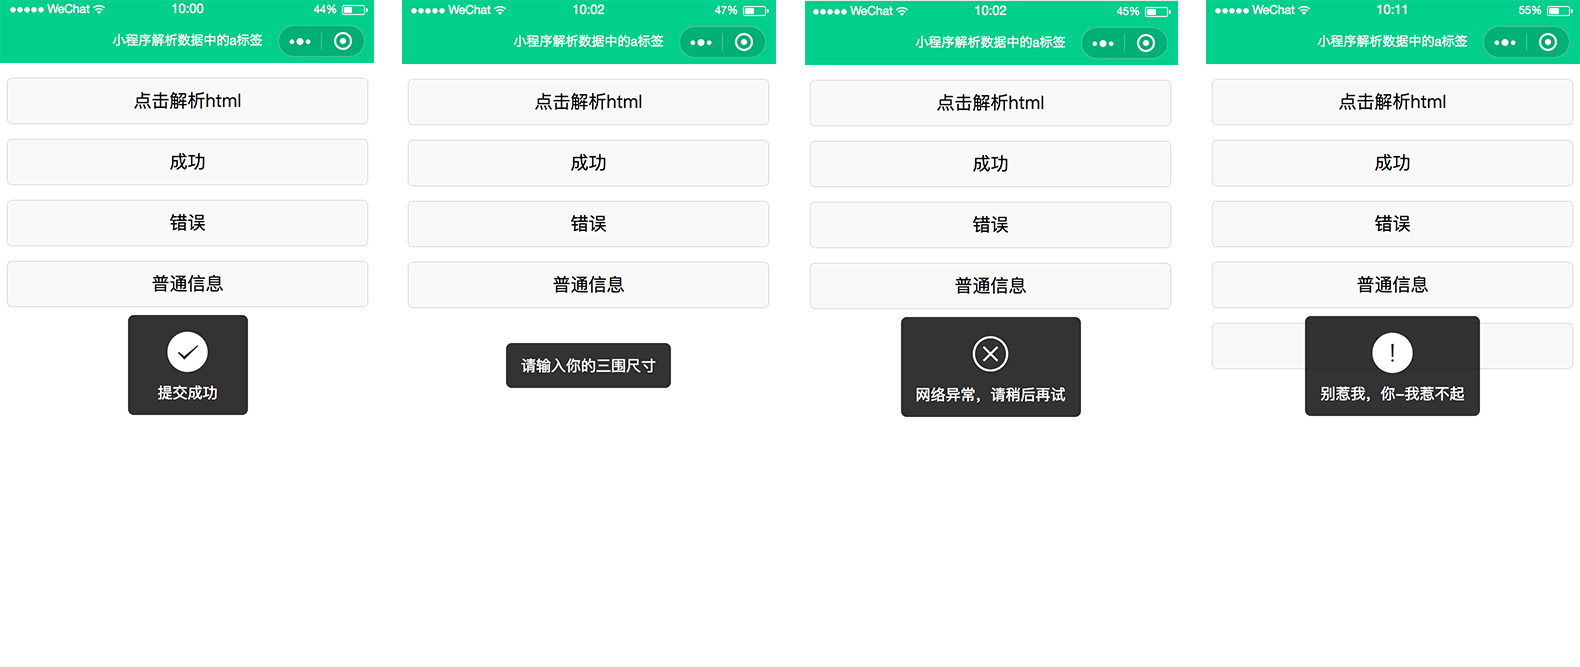 WeChat 10:00 44%
小程序解析数据中的a标签
点击解析html
成功
错误
普通信息
提交成功
WeChat 10:02 47%
小程序解析数据中的a标签
点击解析html
成功
错误
普通信息
请输入你的三围尺寸
WeChat 10:02 45%
小程序解析数据中的a标签
点击解析html
成功
错误
普通信息
网络异常，请稍后再试
WeChat 10:11 55%
小程序解析数据中的a标签
点击解析html
成功
错误
普通信息
别惹我，你-我惹不起